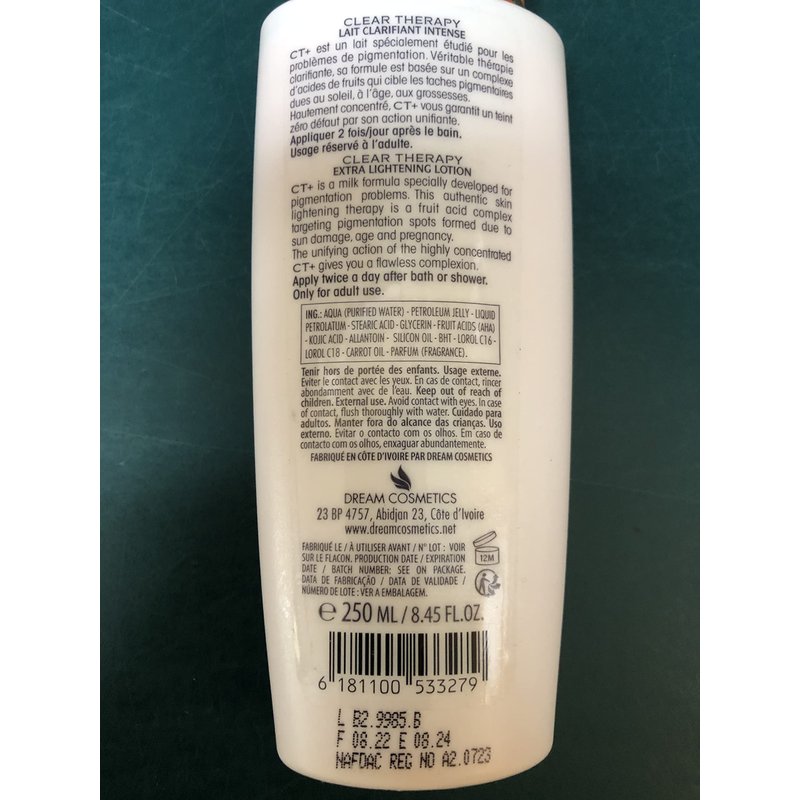 CLEAR THERAPY
LAIT CLARIFIANT INTENSE
CT+ est un lait spécialement étudié pour les
problèmes de pigmentation. Véritable thérapie
clarifiante, sa formule est basée sur un complexe
d'acides de fruits qui cible les taches pigmentaires
dues au soleil, à l'âge, aux grossesses.
Hautement concentré, CT+ vous garantit un teint
zéro défaut par son action unifiante.
Appliquer 2 fois/jour après le bain.
Usage réservé à l'adulte.
CLEAR THERAPY
EXTRA LIGHTENING LOTION
CT+ is a milk formula specially developed for
pigmentation problems. This authentic skin
lightening therapy is a fruit acid complex
targeting pigmentation spots formed due to
sun damage, age and pregnancy.
The unifying action of the highly concentrated
CT+ gives you a flawless complexion.
Apply twice a day after bath or shower.
Only for adult use.
ING.: AQUA (PURIFIED WATER) - PETROLEUM JELLY - LIQUID
PETROLATUM - STEARIC ACID - GLYCERIN - FRUIT ACIDS (AHA)
- KOJIC ACID - ALLANTOIN - SILICON OIL - BHT - LOROL C16 -
LOROL C18 - CARROT OIL - PARFUM (FRAGRANCE).
Tenir hors de portée des enfants. Usage externe.
Eviter le contact avec les yeux. En cas de contact, rincer
abondamment avec de l'eau. Keep out of reach of
children. External use. Avoid contact with eyes. In case
of contact, flush thoroughly with water. Cuidado para
adultos. Manter fora do alcance das crianças. Uso
externo. Evitar o contacto com os olhos. Em caso de
contacto com os olhos, enxaguar abundantemente.
FABRIQUÉ EN CÔTE D'IVOIRE PAR DREAM COSMETICS
DREAM COSMETICS
23 BP 4757, Abidjan 23, Côte d'Ivoire
www.dreamcosmetics.net
FABRIQUÉ LE / À UTILISER AVANT / N° LOT : VOIR
SUR LE FLACON. PRODUCTION DATE / EXPIRATION
DATE / BATCH NUMBER: SEE ON PACKAGE.
DATA DE FABRICAÇÃO / DATA DE VALIDADE /
NÚMERO DE LOTE : VER A EMBALAGEM.
12M
℮ 250 ML / 8.45 FL.OZ.
6 181100 533279
L B2.9985.B
F 08.22 E 08.24
NAFDAC REG NO A2.0723